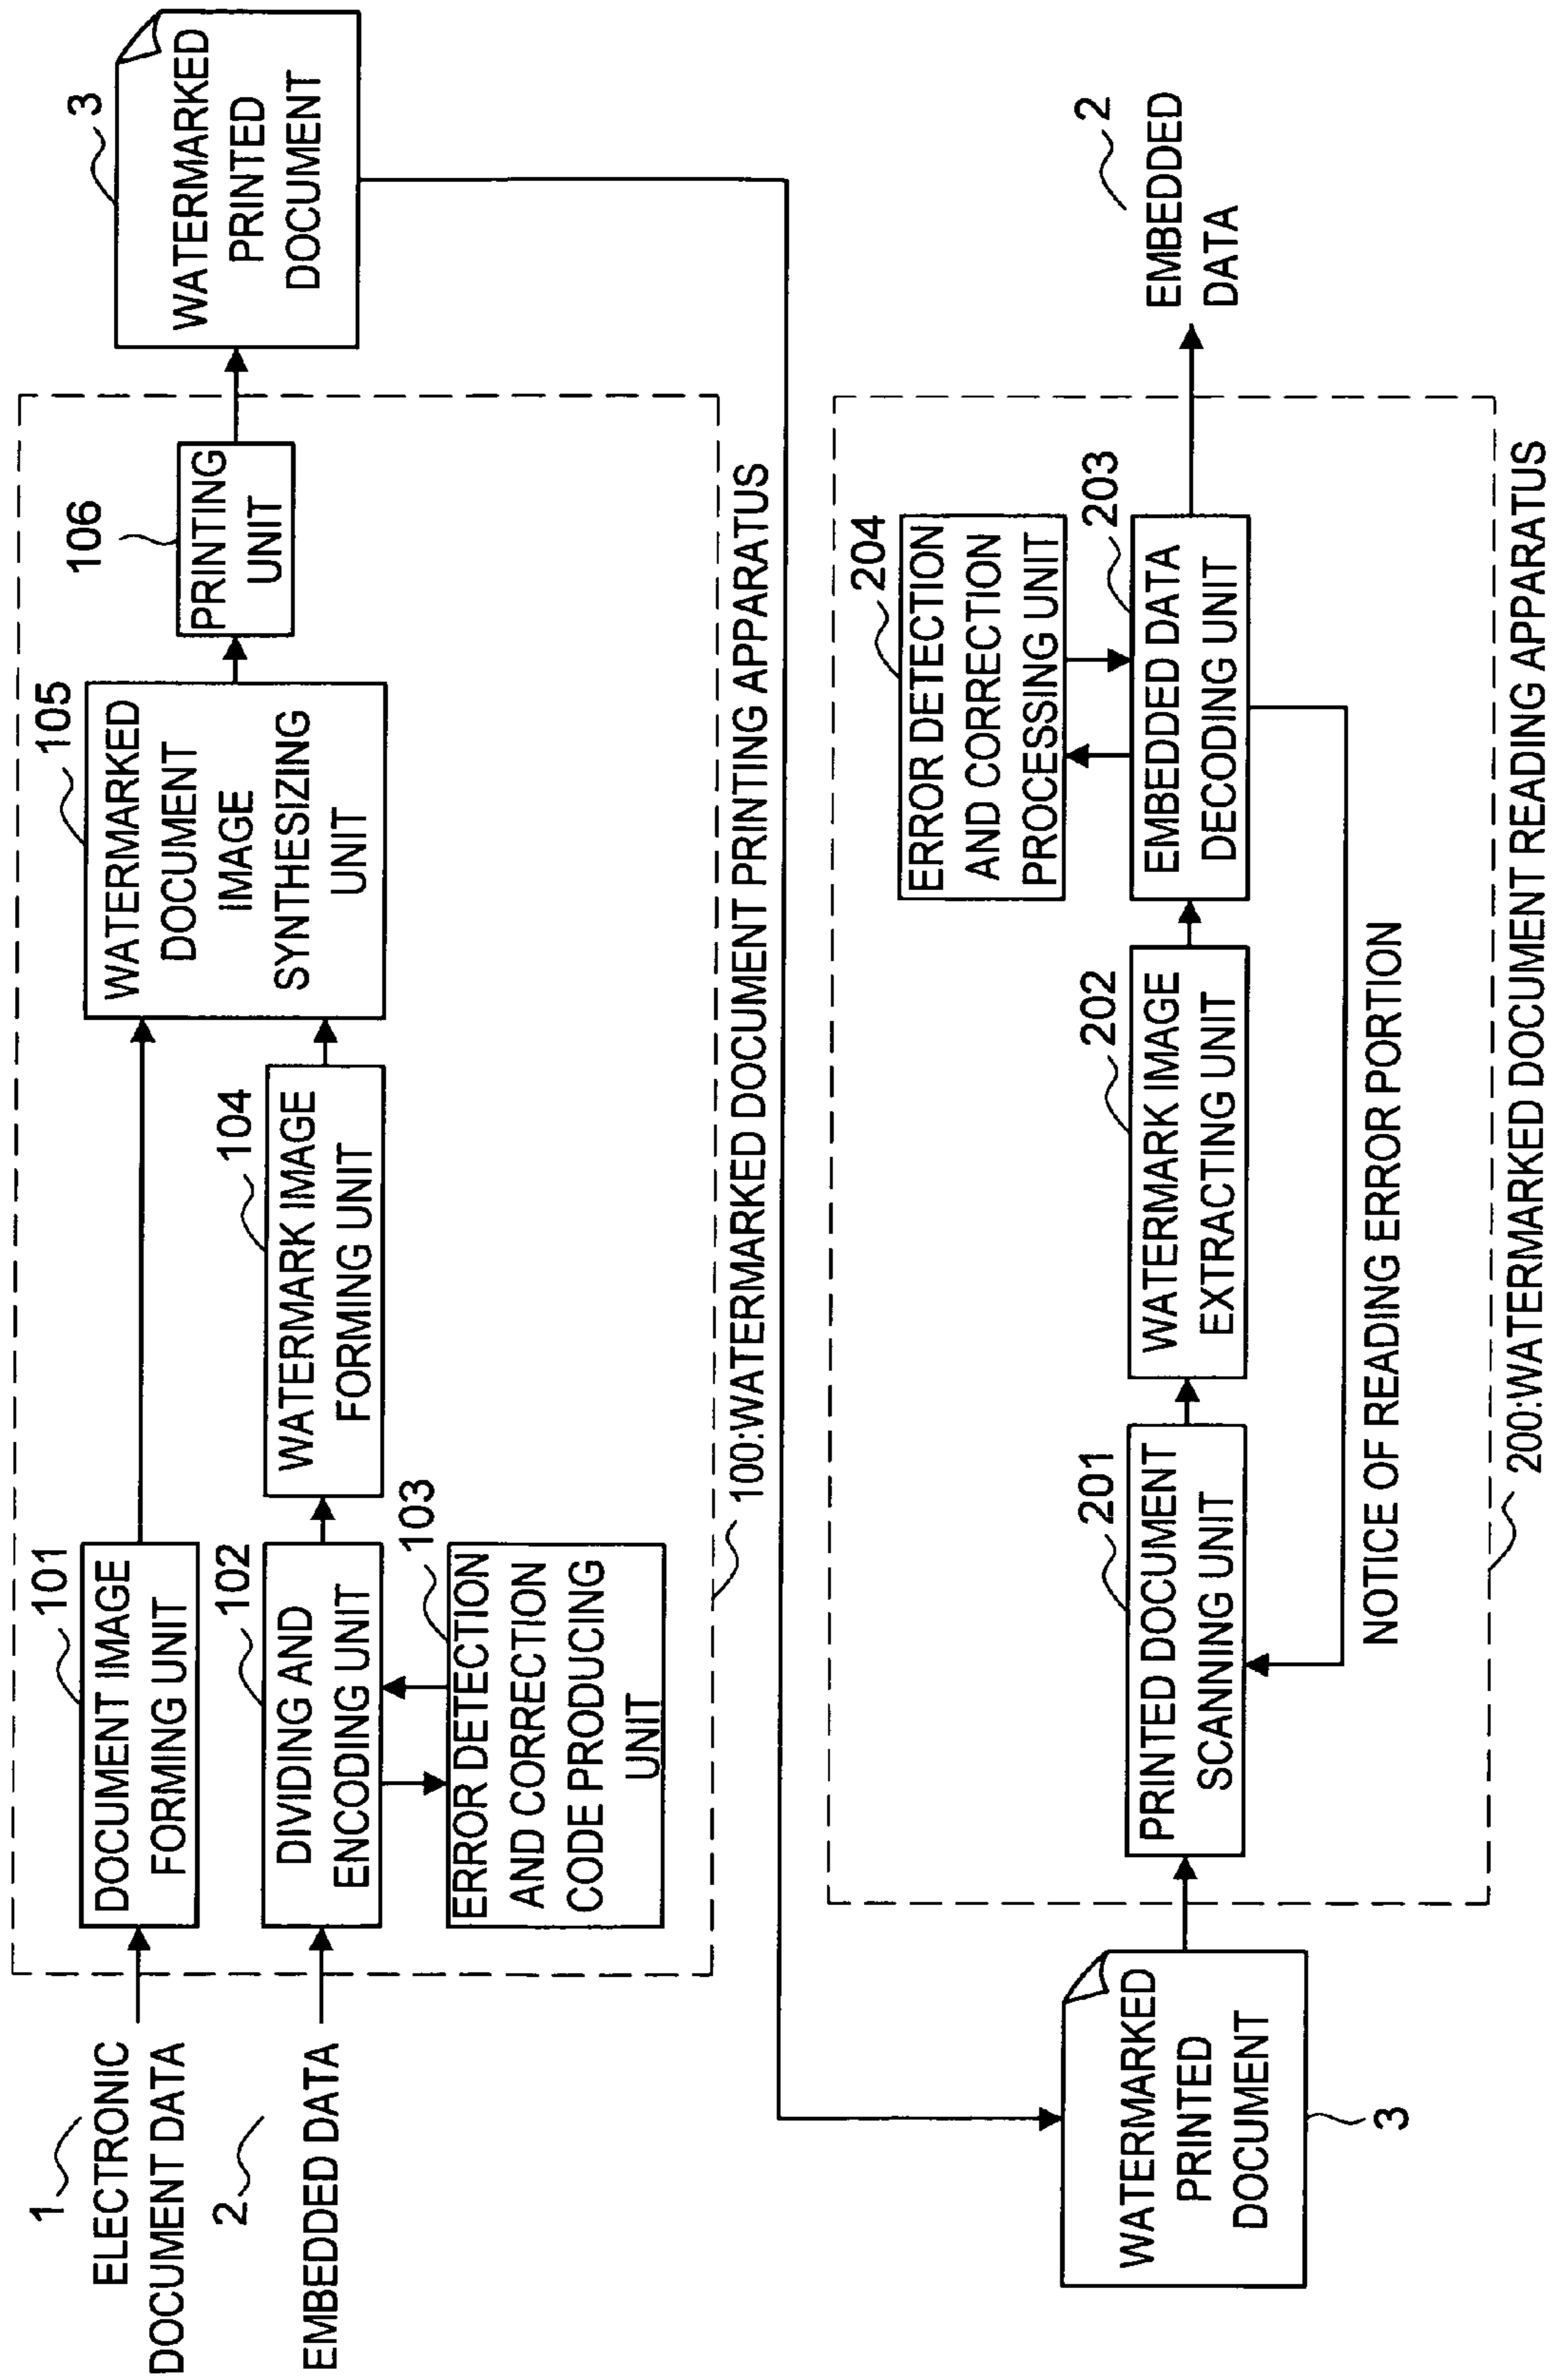 1
ELECTRONIC
DOCUMENT DATA
2
EMBEDDED DATA
101
DOCUMENT IMAGE
FORMING UNIT
102
DIVIDING AND
ENCODING UNIT
103
ERROR DETECTION
AND CORRECTION
CODE PRODUCING
UNIT
104
WATERMARK IMAGE
FORMING UNIT
105
WATERMARKED
DOCUMENT
IMAGE
SYNTHESIZING
UNIT
106
PRINTING
UNIT
3
WATERMARKED
PRINTED
DOCUMENT
100:WATERMARKED DOCUMENT PRINTING APPARATUS
WATERMARKED
PRINTED
DOCUMENT
3
201
PRINTED DOCUMENT
SCANNING UNIT
202
WATERMARK IMAGE
EXTRACTING UNIT
204
ERROR DETECTION
AND CORRECTION
PROCESSING UNIT
203
EMBEDDED DATA
DECODING UNIT
2
EMBEDDED
DATA
NOTICE OF READING ERROR PORTION
200:WATERMARKED DOCUMENT READING APPARATUS